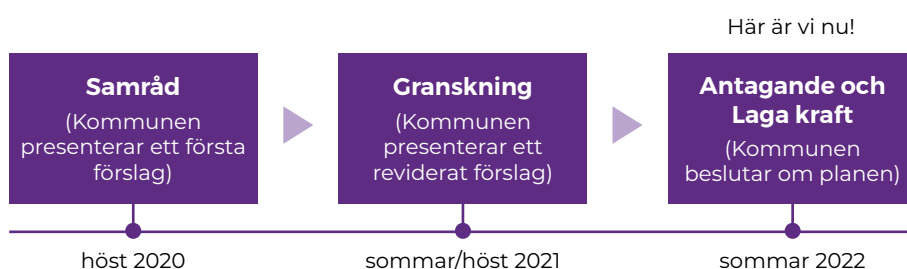 Här är vi nu!
Samråd
(Kommunen
presenterar ett första
förslag)
Granskning
(Kommunen
presenterar ett
reviderat förslag)
Antagande och
Laga kraft
(Kommunen
beslutar om planen)
höst 2020
sommar/höst 2021
sommar 2022